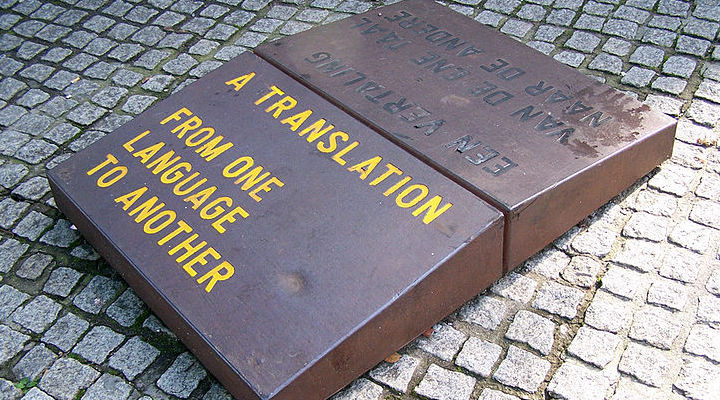 A TRANSLATION
FROM ONE
LANGUAGE
TO ANOTHER
EEN VERTALING
VAN DE ENE TAAL
NAAR DE ANDERE